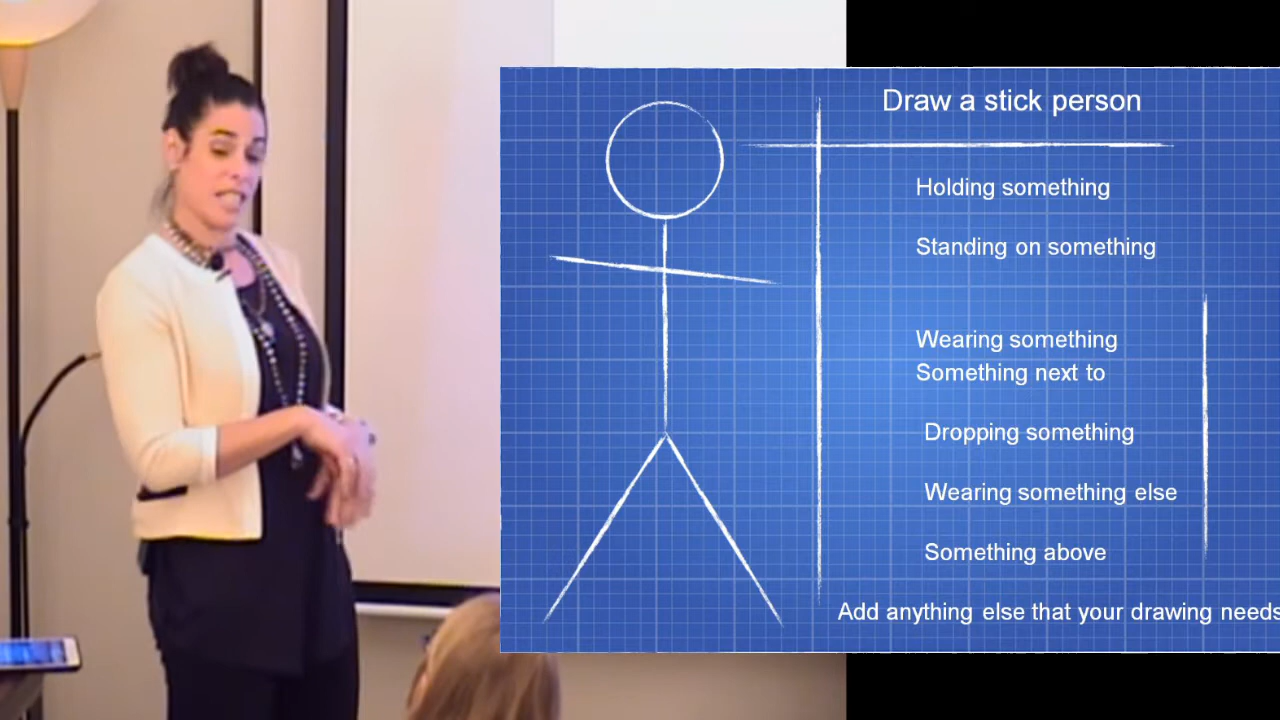 Draw a stick person
Holding something
Standing on something
Wearing something
Something next to
Dropping something
Wearing something else
Something above
Add anything else that your drawing needs